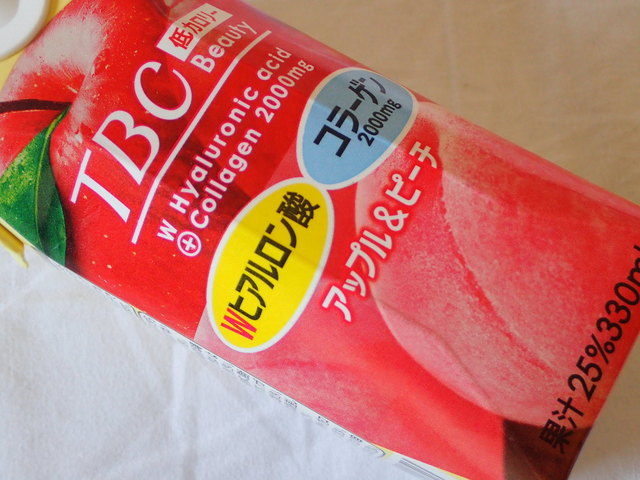 TBC
低カロリー
Beauty
W Hyaluronic acid
⊕Collagen 2000mg
コラーゲン
2000mg
Wヒアルロン酸
アップル&ピーチ
果汁25%330m